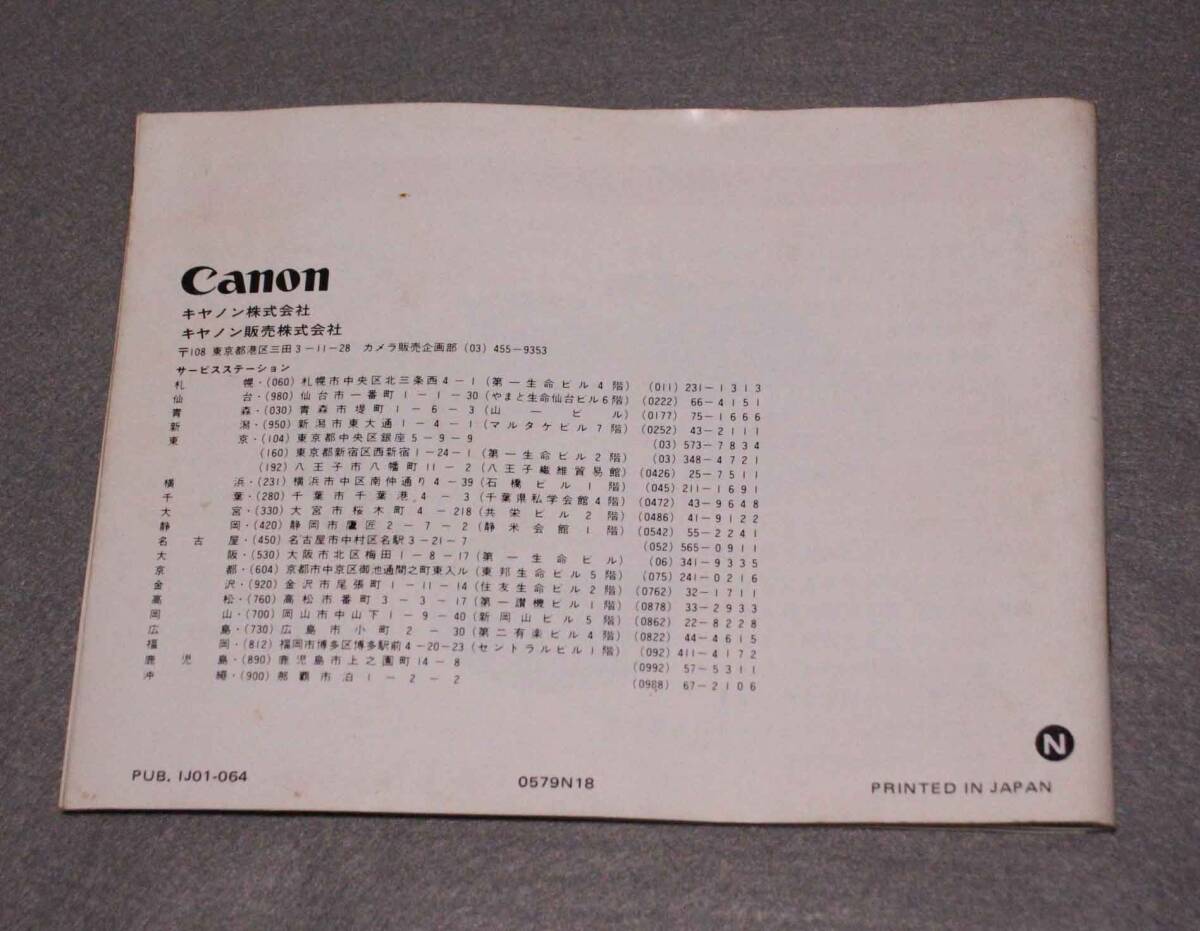 Canon
キヤノン株式会社
キヤノン販売株式会社
〒108 東京都港区三田3-11-28 カメラ販売企画部 (03) 455-9353
サービスステーション
札幌・(060) 札幌市中央区北三条西4-1 (第一生命ビル4階) (011) 231-1313
仙台・(980) 仙台市一番町1-1-30 (やまと生命仙台ビル6階) (0222) 66-4151
青森・(030) 青森市堤町1-6-3 (山一ビル) (0177) 75-1666
新潟・(950) 新潟市東大通1-4-1 (マルタケビル7階) (0252) 43-2111
東京・(104) 東京都中央区銀座5-9-9 (03) 573-7834
(160) 東京都新宿区西新宿1-24-1 (第一生命ビル2階) (03) 348-4721
(192) 八王子市八幡町11-2 (八王子繊維貿易館) (0426) 25-7511
横浜・(231) 横浜市中区南仲通り4-39 (石橋ビル1階) (045) 211-1691
千葉・(280) 千葉市千葉港4-3 (千葉県私学会館4階) (0472) 43-9648
大宮・(330) 大宮市桜木町4-218 (共栄ビル2階) (0486) 41-9122
静岡・(420) 静岡市鷹匠2-7-2 (静米会館1階) (0542) 55-2241
名古屋・(450) 名古屋市中村区名駅3-21-7 (052) 565-0911
大阪・(530) 大阪市北区梅田1-8-17 (第一生命ビル) (06) 341-9335
京都・(604) 京都市中京区御池通間之町東入ル (東邦生命ビル5階) (075) 241-0216
金沢・(920) 金沢市尾張町1-11-14 (住友生命ビル2階) (0762) 32-1711
高松・(760) 高松市番町3-3-17 (第一讃機ビル1階) (0878) 33-2933
岡山・(700) 岡山市中山下1-9-40 (新岡山ビル5階) (0862) 22-8228
広島・(730) 広島市小町2-30 (第二有楽ビル4階) (0822) 44-4615
福岡・(812) 福岡市博多区博多駅前4-20-23 (セントラルビル1階) (092) 411-4172
鹿児島・(890) 鹿児島市上之園町14-8 (0992) 57-5311
沖縄・(900) 那覇市泊1-2-2 (0988) 67-2106
N
PUB. IJ01-064 0579N18 PRINTED IN JAPAN